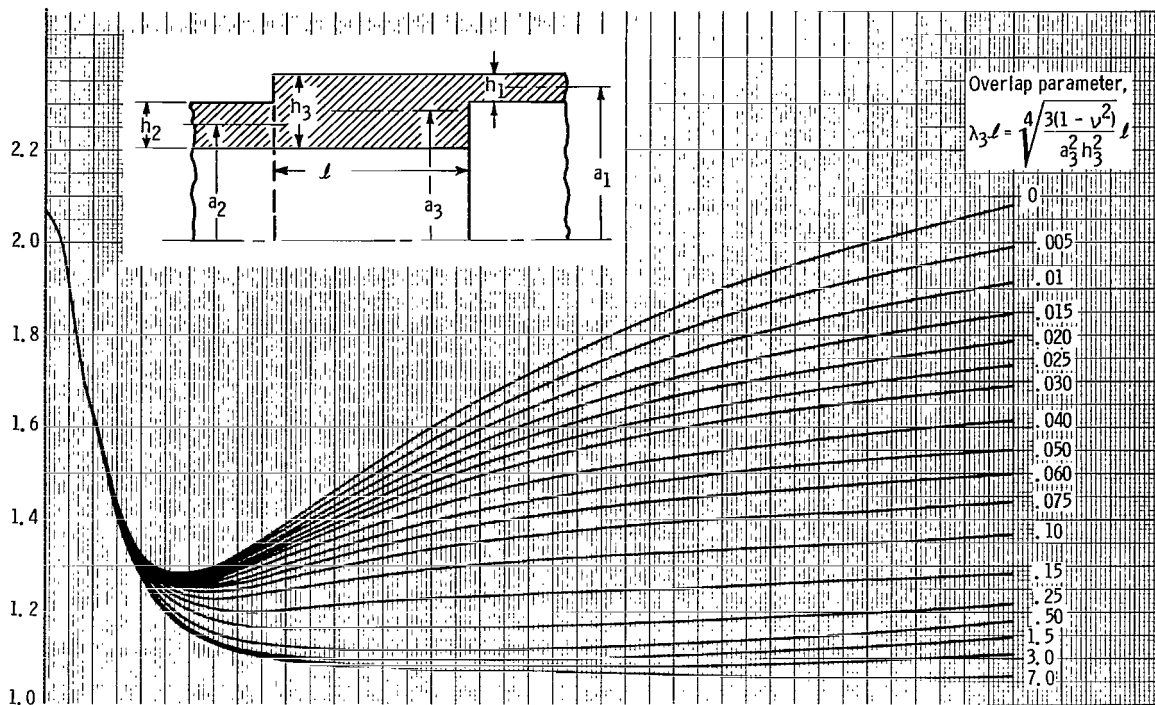 h₂
h₃
h₁
ℓ
a₂
a₃
a₁
Overlap parameter,
λ₃ℓ = ⁴√(3(1 - ν²) / a₃² h₃²) ℓ
2.2
2.0
1.8
1.6
1.4
1.2
1.0
0
.005
.01
.015
.020
.025
.030
.040
.050
.060
.075
.10
.15
.25
.50
1.5
3.0
7.0